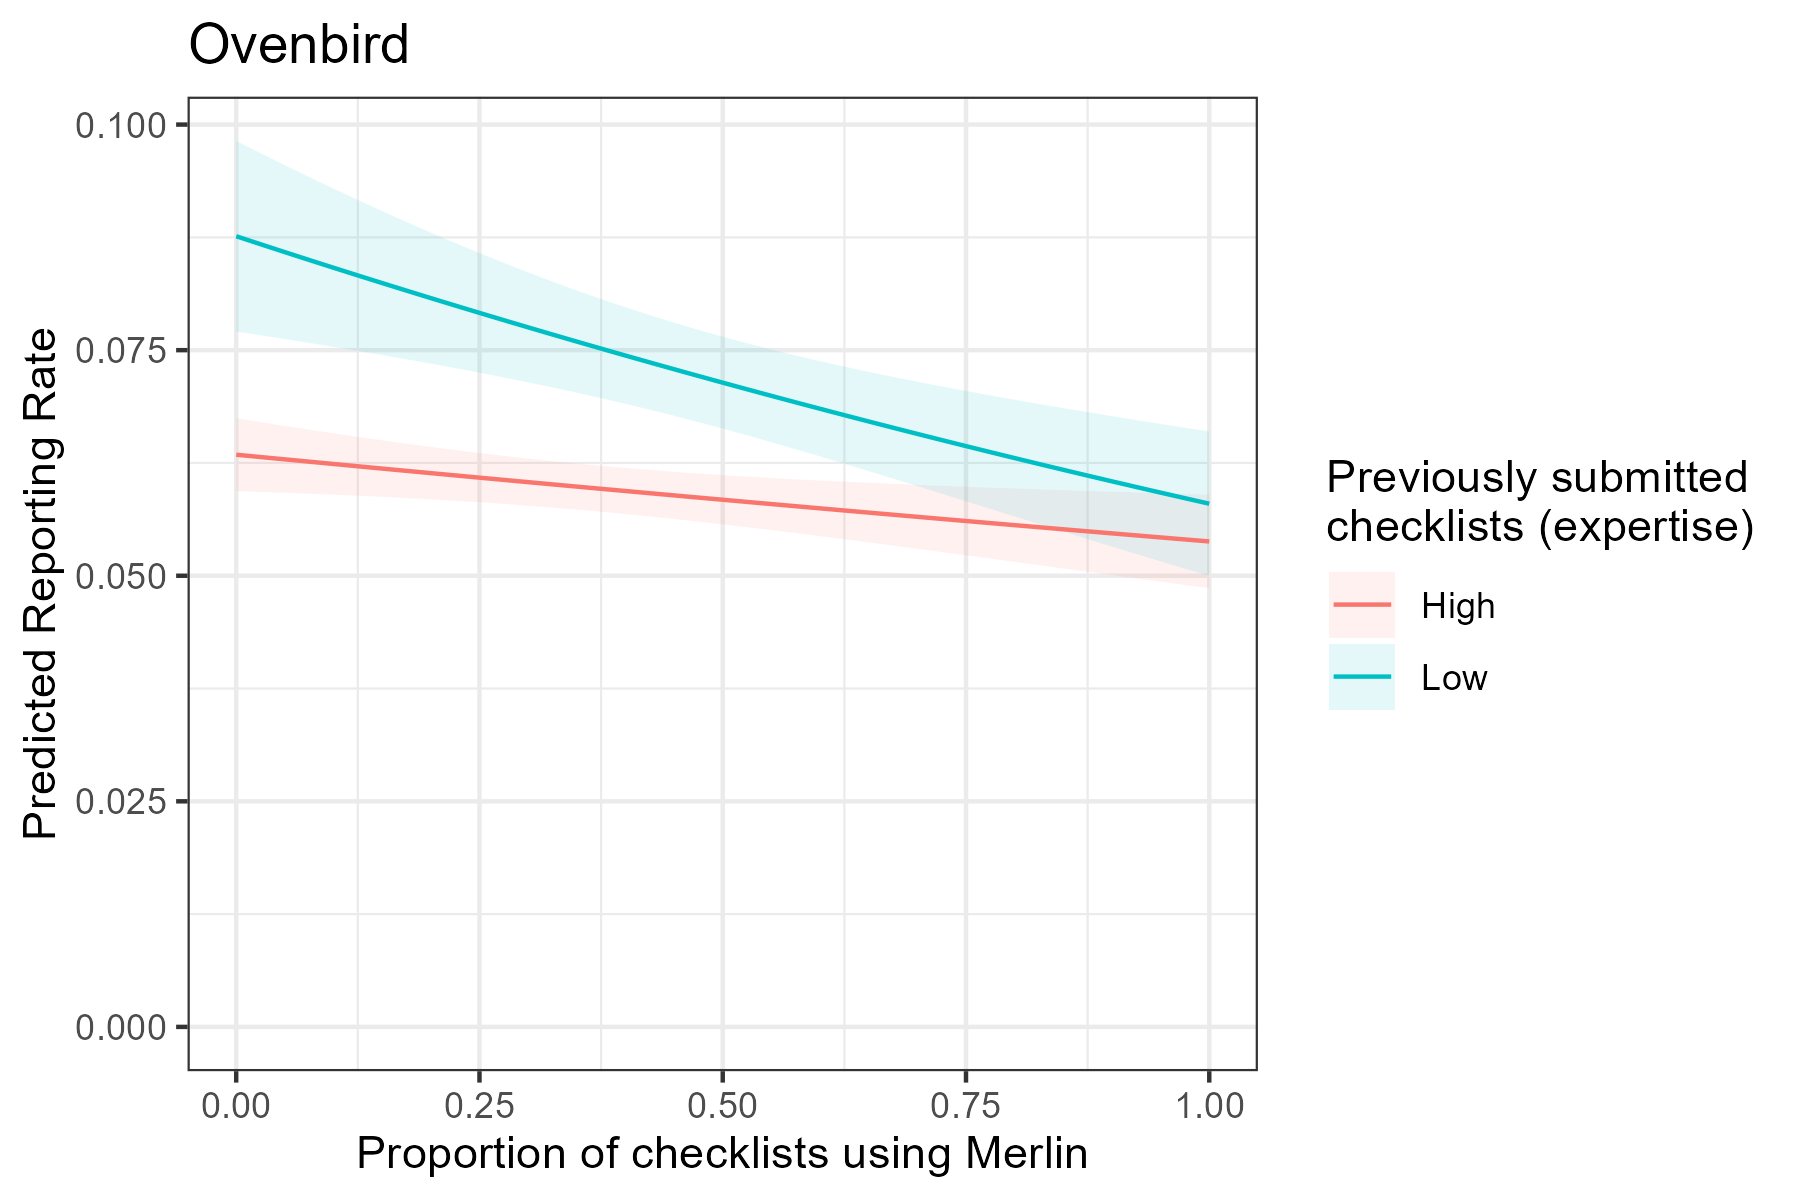 Ovenbird
0.100
0.075
0.050
0.025
0.000
Predicted Reporting Rate
0.00 0.25 0.50 0.75 1.00
Proportion of checklists using Merlin
Previously submitted
checklists (expertise)
High
Low